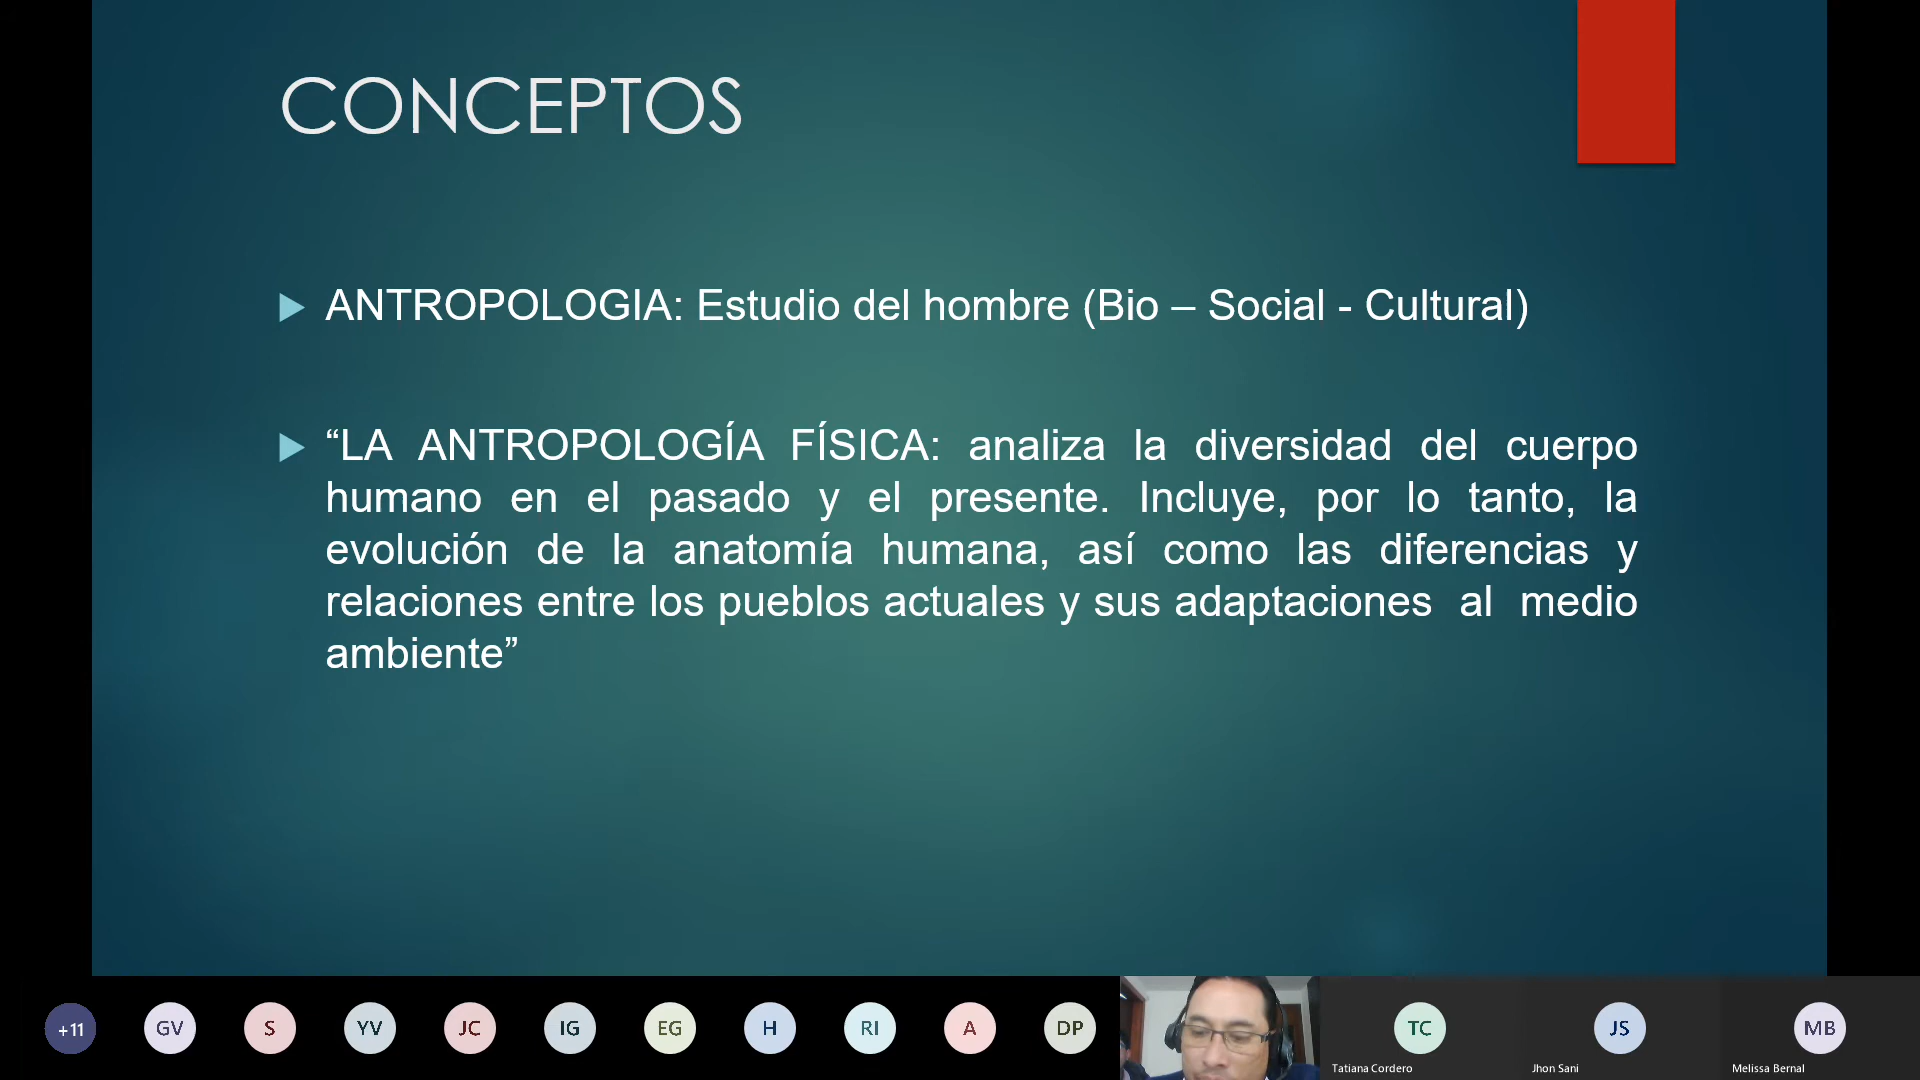 CONCEPTOS
ANTROPOLOGIA: Estudio del hombre (Bio – Social - Cultural)
“LA ANTROPOLOGÍA FÍSICA: analiza la diversidad del cuerpo
humano en el pasado y el presente. Incluye, por lo tanto, la
evolución de la anatomía humana, así como las diferencias y
relaciones entre los pueblos actuales y sus adaptaciones al medio
ambiente”
+11 GV S YV JC IG EG H RI A DP TC JS MB
Tatiana Cordero Jhon Sani Melissa Bernal